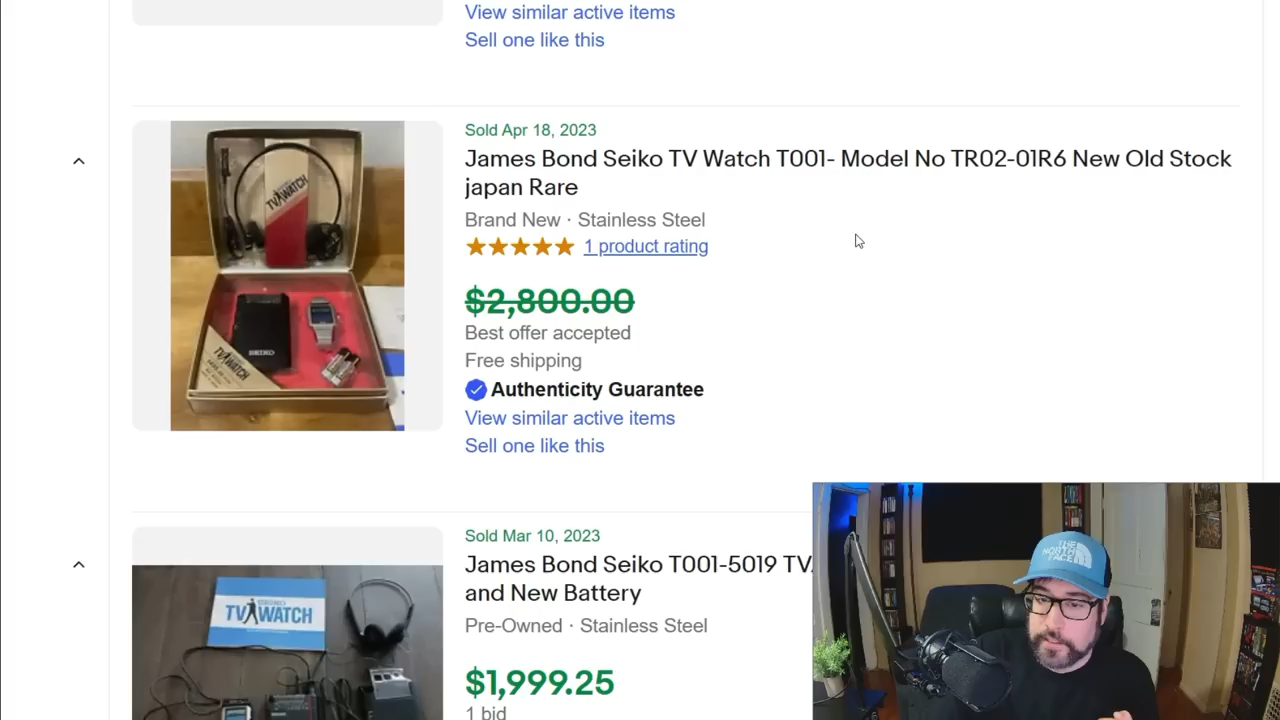 View similar active items
Sell one like this
Sold Apr 18, 2023
James Bond Seiko TV Watch T001- Model No TR02-01R6 New Old Stock
japan Rare
Brand New · Stainless Steel
1 product rating
$2,800.00
Best offer accepted
Free shipping
Authenticity Guarantee
View similar active items
Sell one like this
TV WATCH
SEIKO
TV WATCH
Sold Mar 10, 2023
James Bond Seiko T001-5019 TV
and New Battery
Pre-Owned · Stainless Steel
$1,999.25
1 bid
TV WATCH
THE
NORTH
FACE